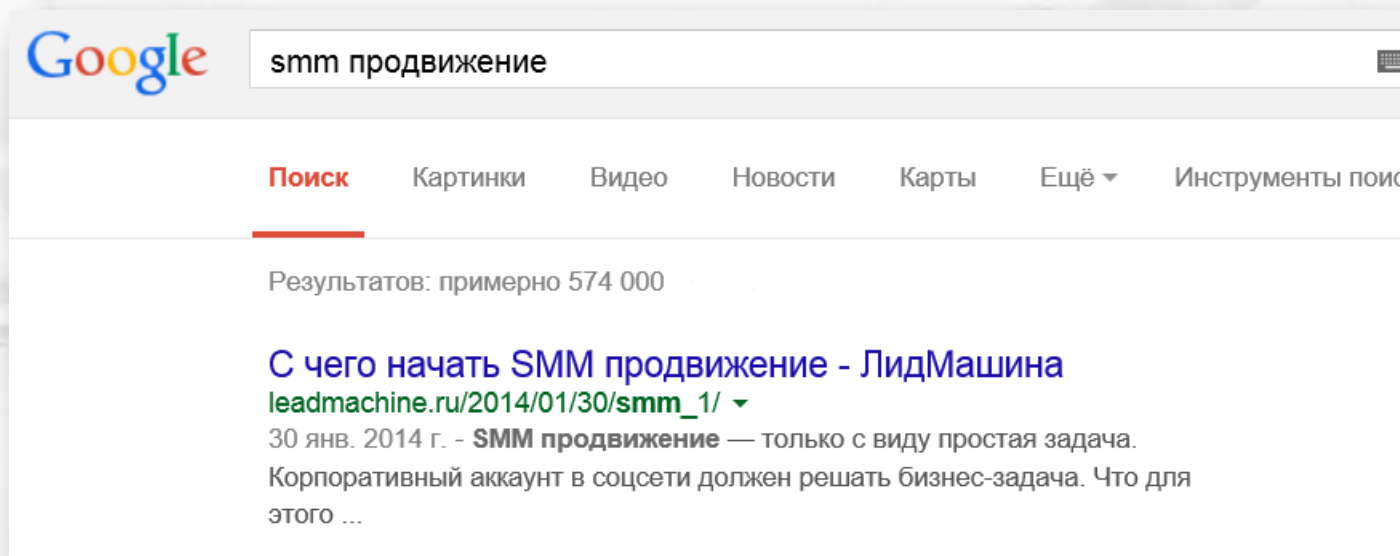 Google
smm продвижение
Поиск Картинки Видео Новости Карты Ещё Инструменты
Результатов: примерно 574 000
С чего начать SMM продвижение - ЛидМашина
leadmachine.ru/2014/01/30/smm_1/
30 янв. 2014 г. - SMM продвижение — только с виду простая задача.
Корпоративный аккаунт в соцсети должен решать бизнес-задача. Что для
этого ...